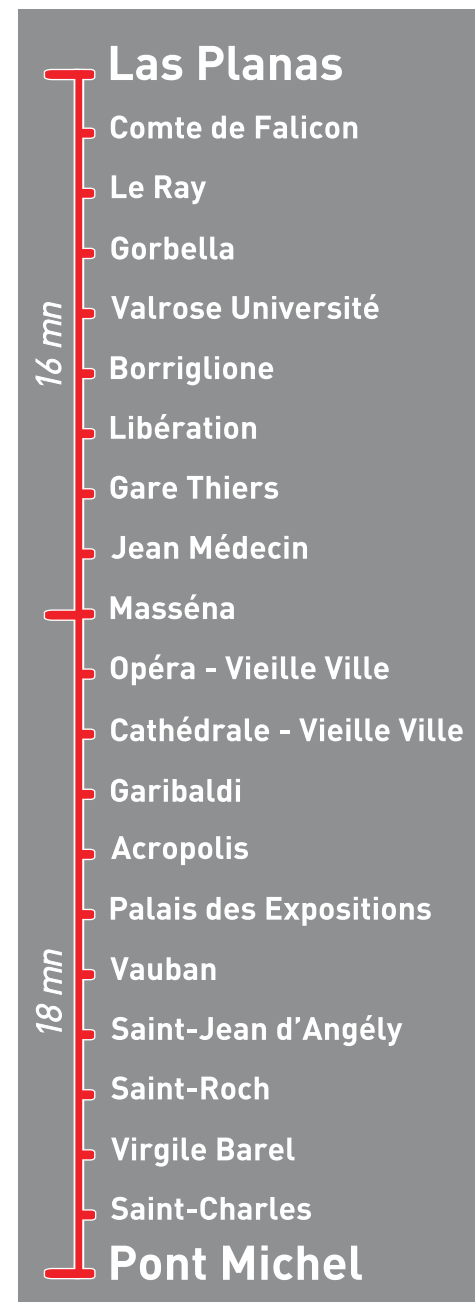 Las Planas
Comte de Falicon
Le Ray
Gorbella
Valrose Université
16 mn
Borriglione
Libération
Gare Thiers
Jean Médecin
Masséna
Opéra - Vieille Ville
Cathédrale - Vieille Ville
Garibaldi
Acropolis
Palais des Expositions
Vauban
18 mn
Saint-Jean d'Angély
Saint-Roch
Virgile Barel
Saint-Charles
Pont Michel